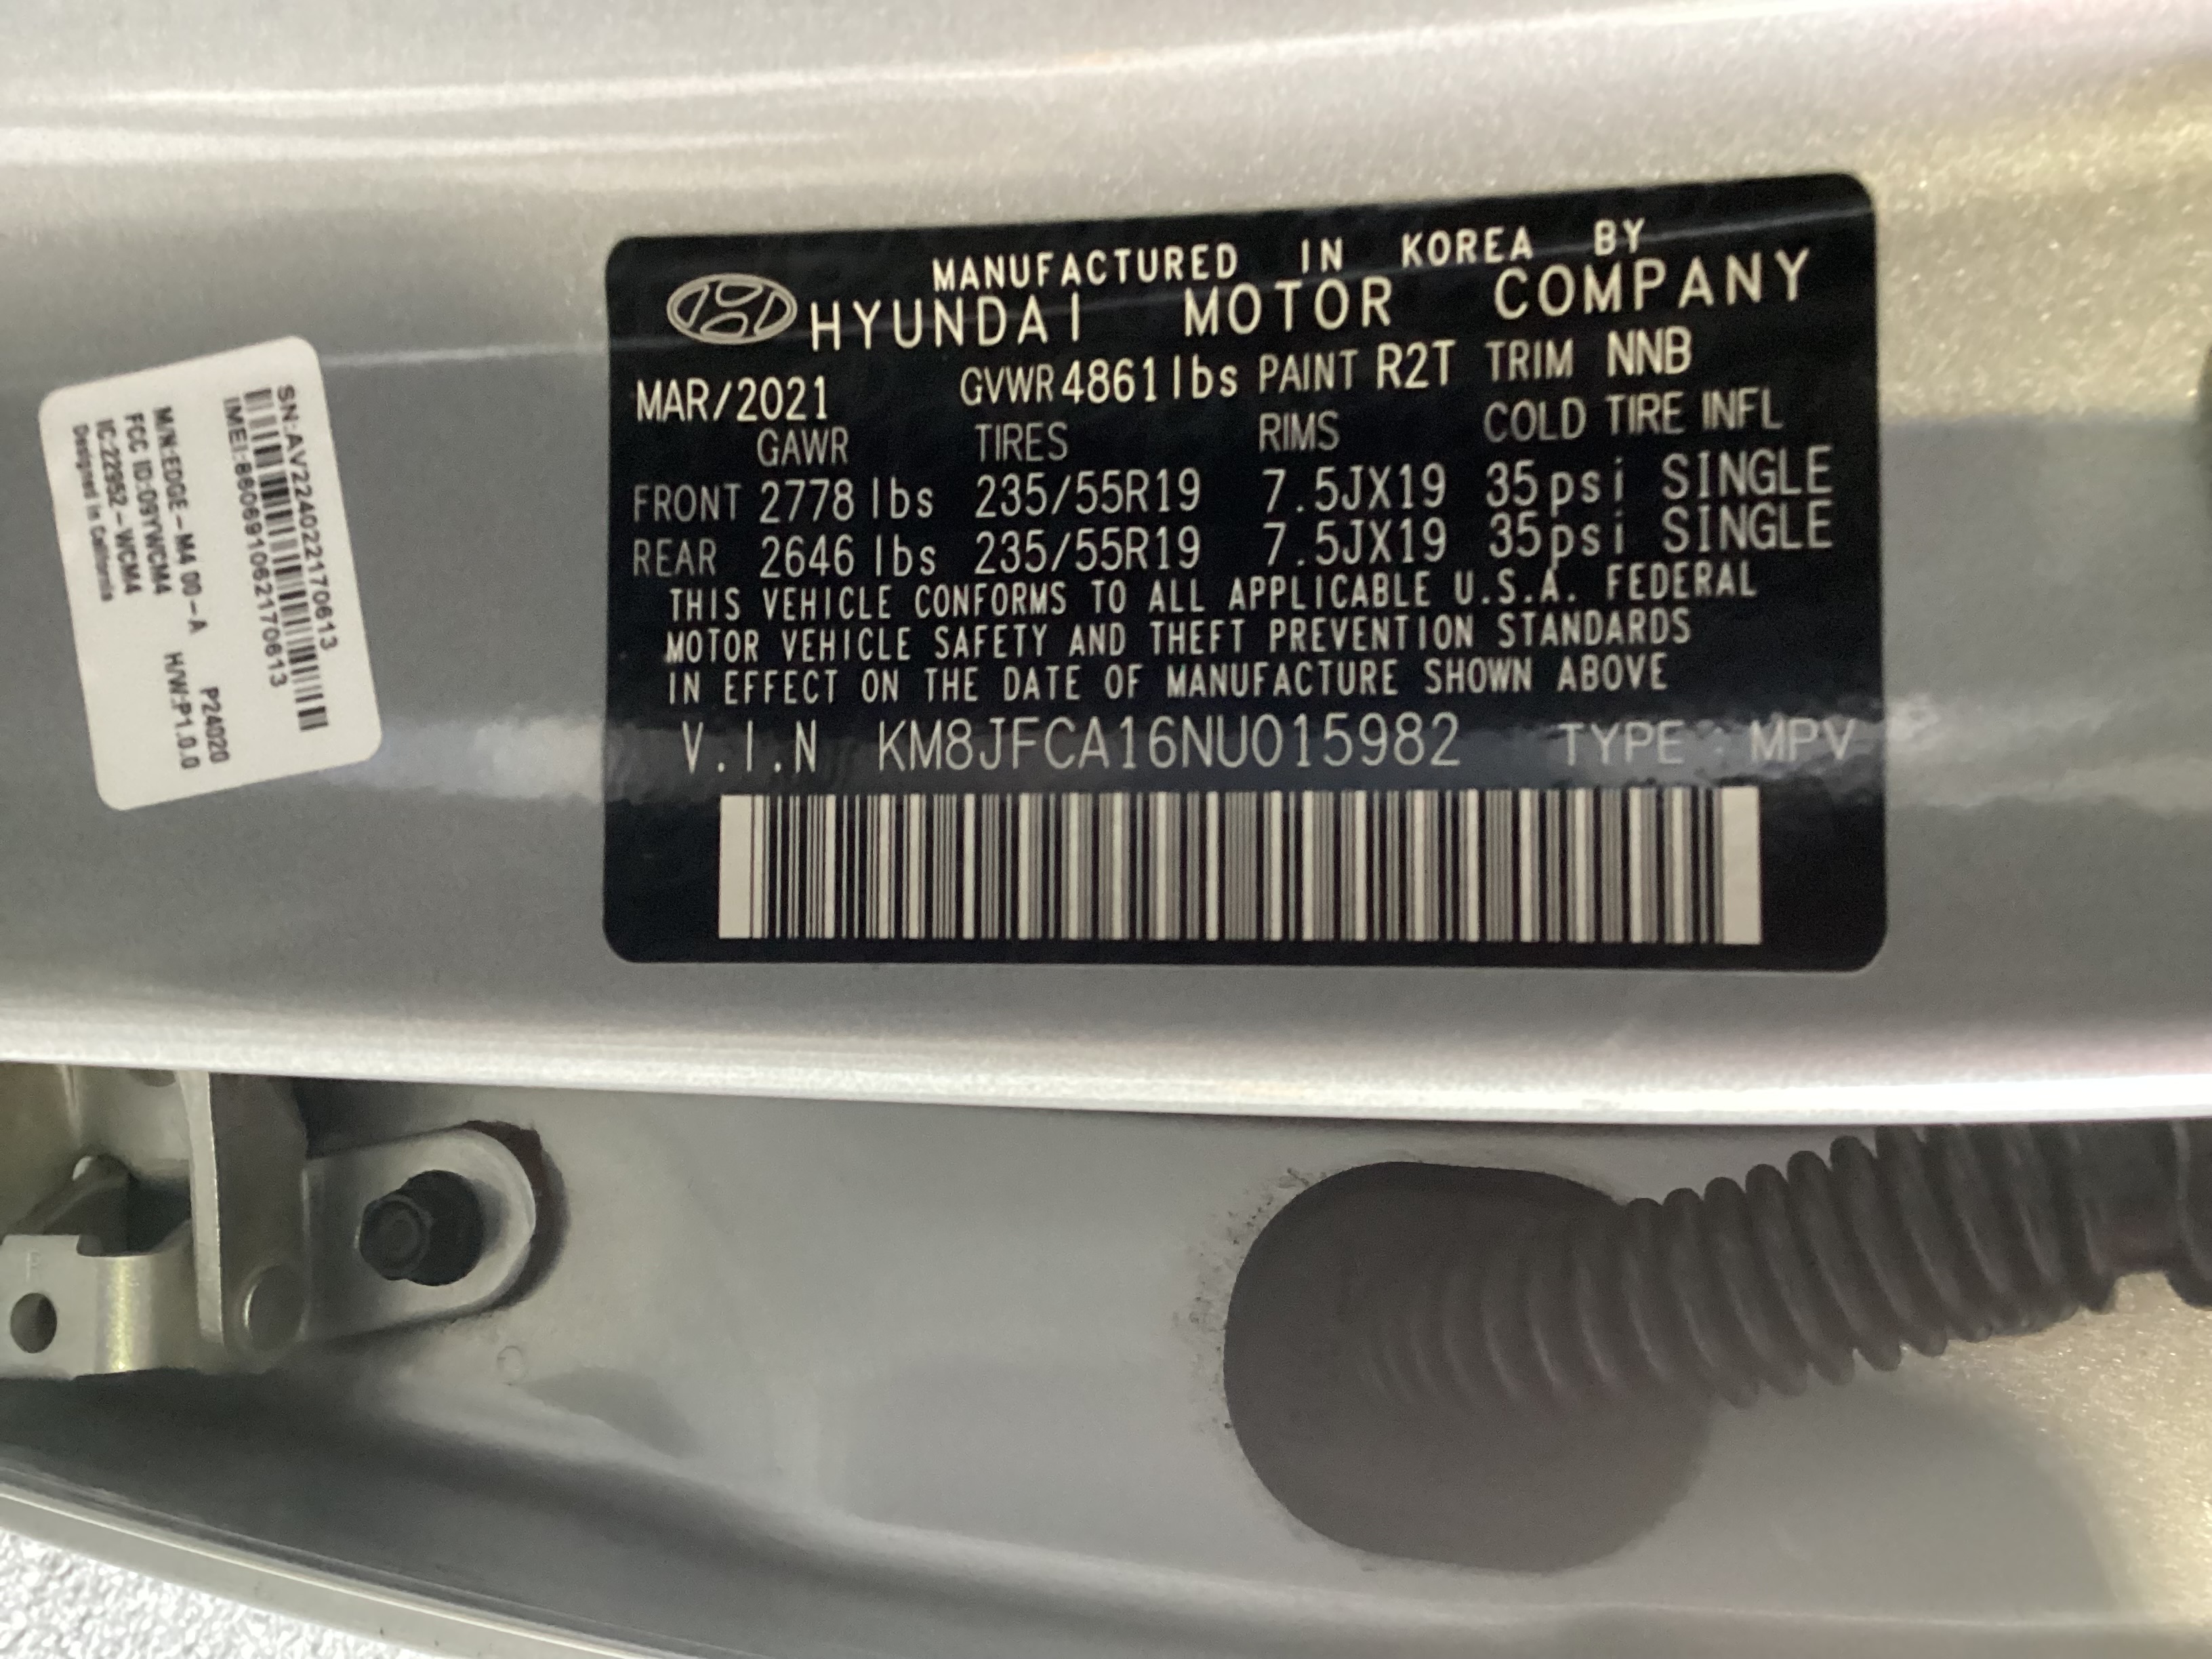 MANUFACTURED IN KOREA BY
HYUNDAI MOTOR COMPANY
MAR/2021 GVWR 4861lbs PAINT R2T TRIM NNB
GAWR TIRES RIMS COLD TIRE INFL
FRONT 2778 lbs 235/55R19 7.5JX19 35psi SINGLE
REAR 2646 lbs 235/55R19 7.5JX19 35psi SINGLE
THIS VEHICLE CONFORMS TO ALL APPLICABLE U.S.A. FEDERAL
MOTOR VEHICLE SAFETY AND THEFT PREVENTION STANDARDS
IN EFFECT ON THE DATE OF MANUFACTURE SHOWN ABOVE
V.I.N KM8JFCA16NU015982 TYPE : MPV
SN:AV224022170613
IMEI:860691062170613
P24020
M/N:EDGE-M4 00-A H/W:P1.0.0
FCC ID:09YWCM4
IC:22952-WCM4
Designed in California